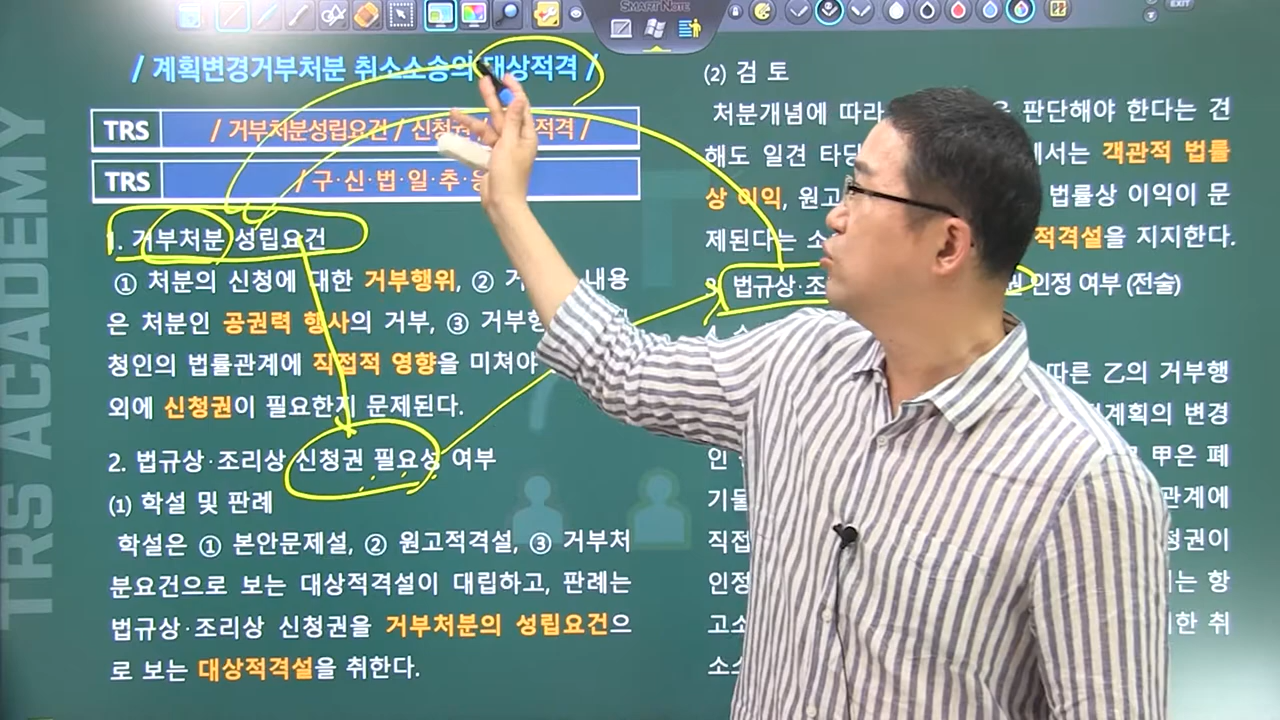 SMART NOTE
EXIT
/ 계획변경거부처분 취소소송의 대상적격 /
TRS / 거부처분성립요건 / 신청권 / 적격 /
TRS / 구·신·법·일·추·
1. 거부처분 성립요건
① 처분의 신청에 대한 거부행위, ② 내용
은 처분인 공권력 행사의 거부, ③ 거부행
청인의 법률관계에 직접적 영향을 미쳐야
외에 신청권이 필요한지 문제된다.
2. 법규상·조리상 신청권 필요성 여부
(1) 학설 및 판례
학설은 ① 본안문제설, ② 원고적격설, ③ 거부처
분요건으로 보는 대상적격설이 대립하고, 판례는
법규상·조리상 신청권을 거부처분의 성립요건으
로 보는 대상적격설을 취한다.
(2) 검 토
처분개념에 따라 판단해야 한다는 견
해도 일견 타당 에서는 객관적 법률
상 이익, 원고 법률상 이익이 문
제된다는 적격설을 지지한다.
법규상·조 인정 여부 (전술)
따른 乙의 거부행
계획의 변경
인 甲은 폐
기물 관계에
직접 청권이
인정 는 항
고소 한 취
소소
TRS ACADEMY